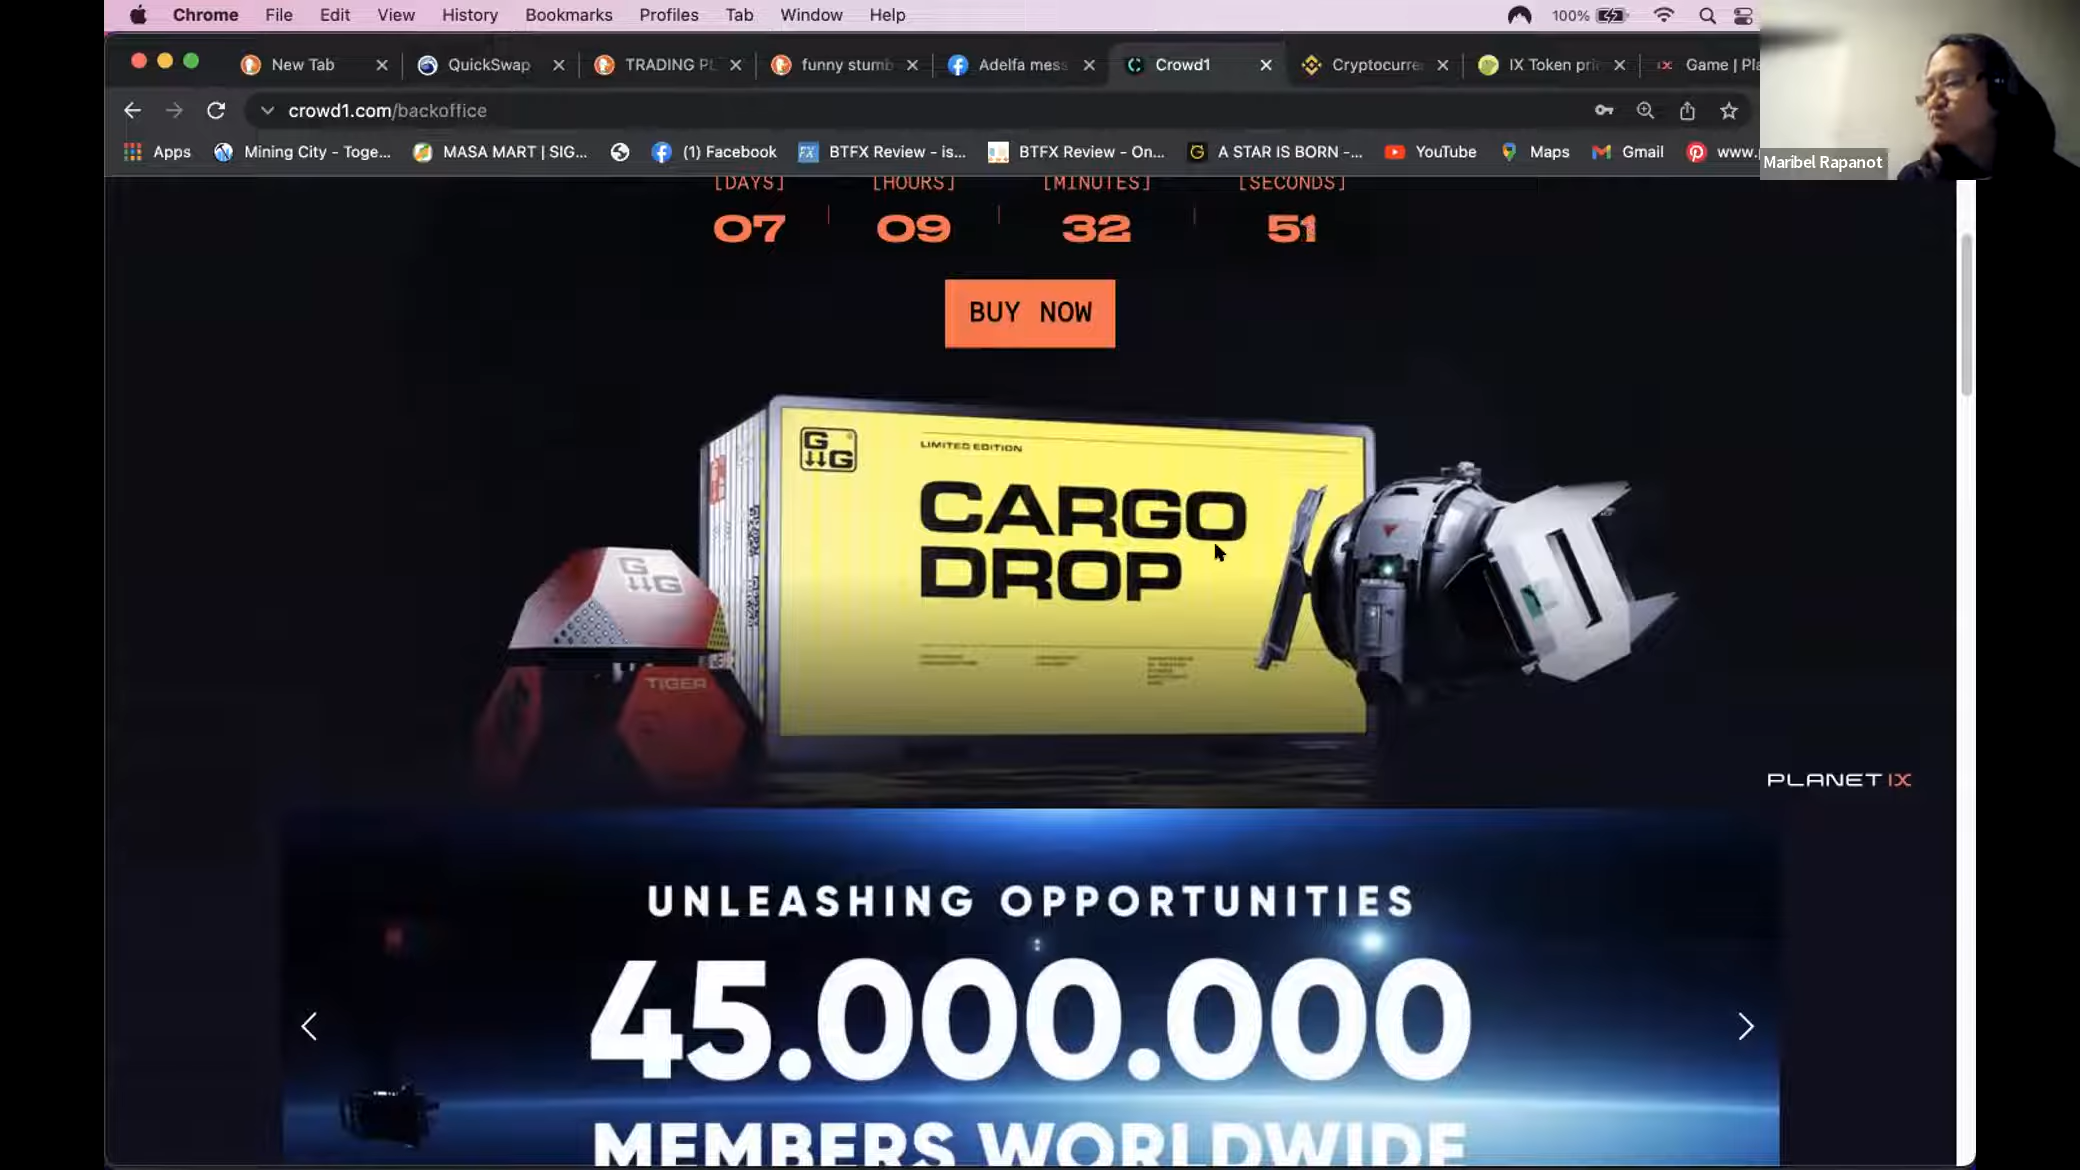 Chrome File Edit View History Bookmarks Profiles Tab Window Help 100%
New Tab QuickSwap TRADING PL funny stumb Adelfa mess Crowd1 Cryptocurre IX Token pri Game | Pla
crowd1.com/backoffice
Apps Mining City - Toge... MASA MART | SIG... (1) Facebook BTFX Review - is... BTFX Review - On... A STAR IS BORN -... YouTube Maps Gmail www.
Maribel Rapanot
[DAYS] [HOURS] [MINUTES] [SECONDS]
07 09 32 51
BUY NOW
G
G
LIMITED EDITION
CARGO
DROP
G
G
TIGER
PLANET IX
UNLEASHING OPPORTUNITIES
45.000.000
MEMBERS WORLDWIDE